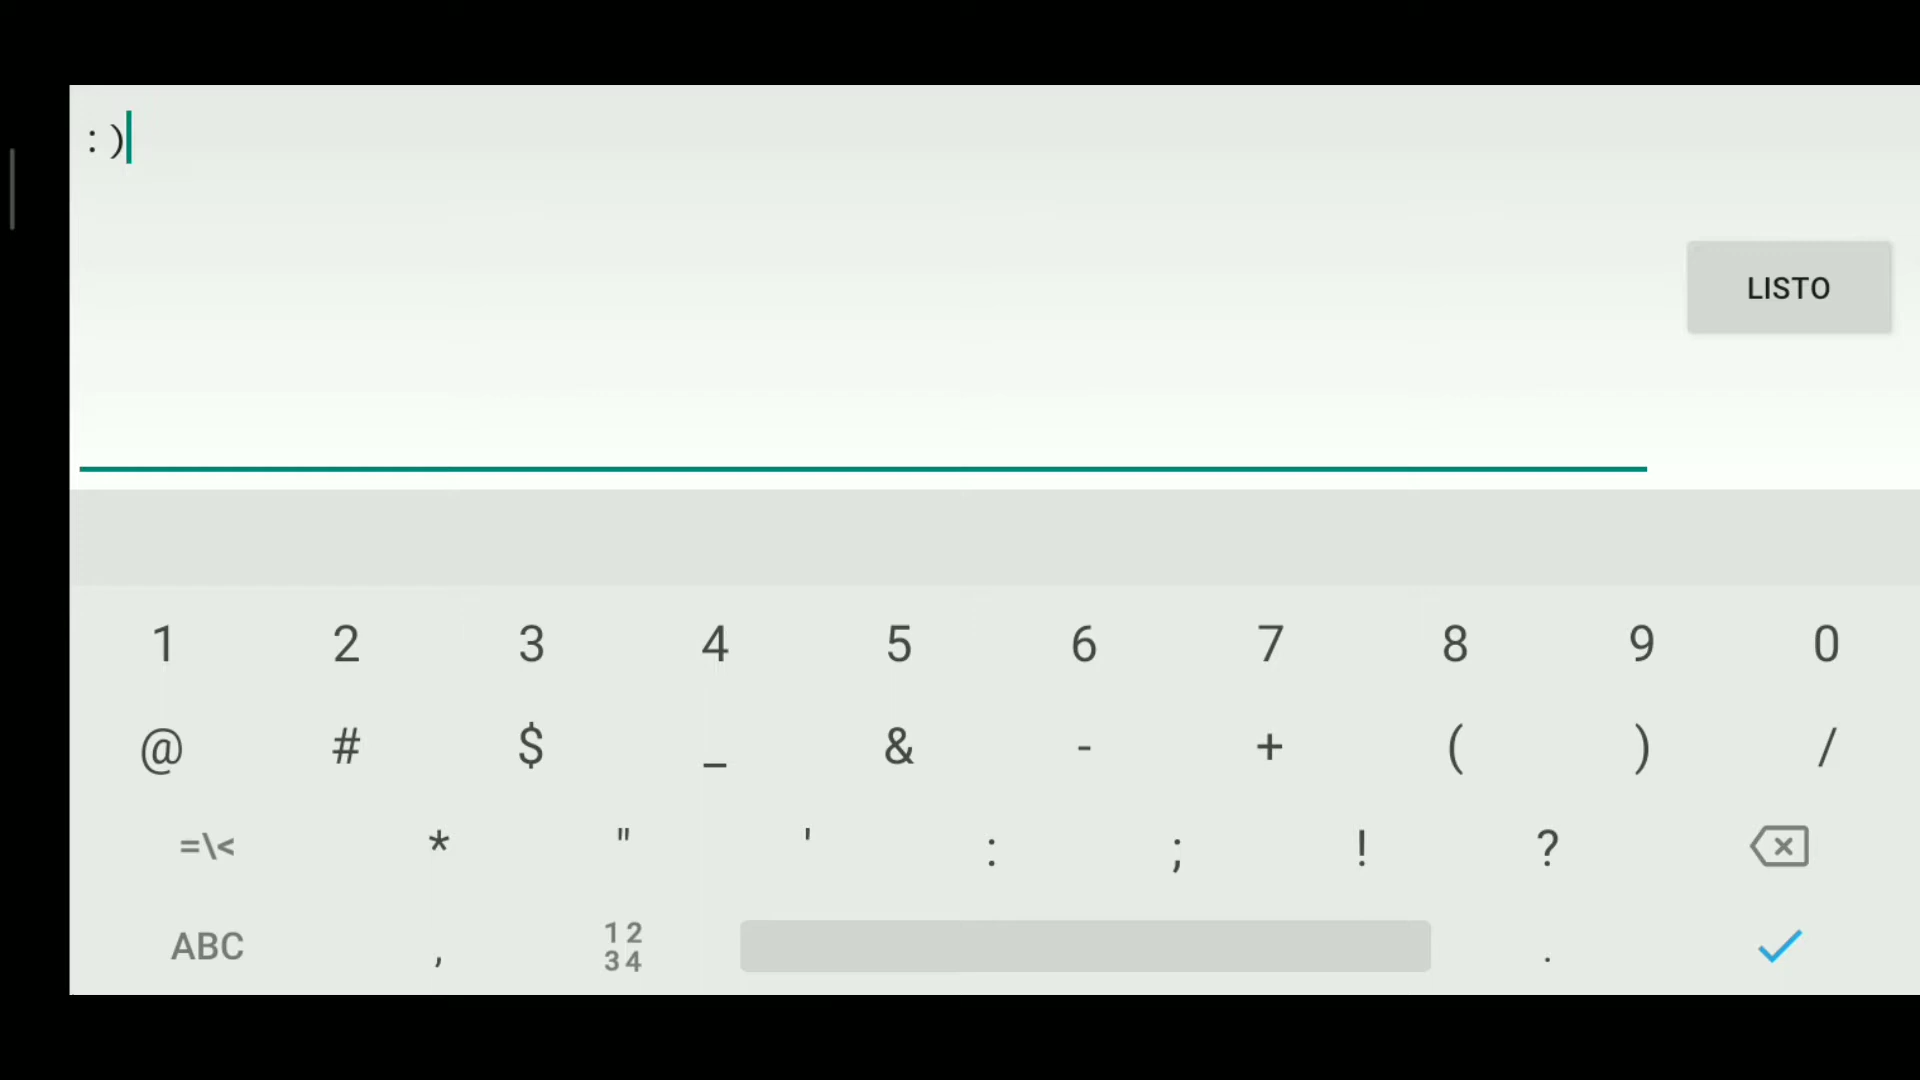 : )
LISTO
1 2 3 4 5 6 7 8 9 0
@ # $ _ & - + ( ) /
=\< * " ' : ; ! ?
ABC , 12 34 .